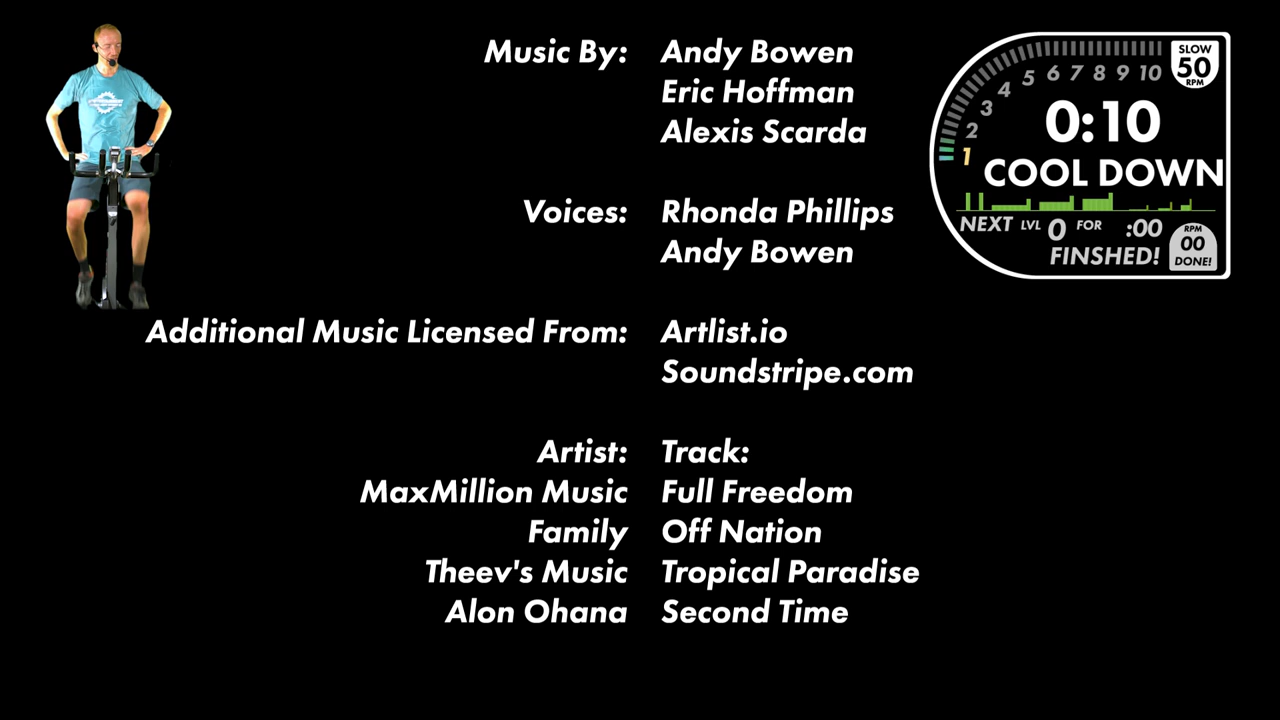 Music By: Andy Bowen
Eric Hoffman
Alexis Scarda
Voices: Rhonda Phillips
Andy Bowen
Additional Music Licensed From: Artlist.io
Soundstripe.com
Artist: Track:
MaxMillion Music Full Freedom
Family Off Nation
Theev's Music Tropical Paradise
Alon Ohana Second Time
1 2 3 4 5 6 7 8 9 10
SLOW
50
RPM
0:10
COOL DOWN
NEXT LVL 0 FOR :00
FINSHED!
RPM
00
DONE!